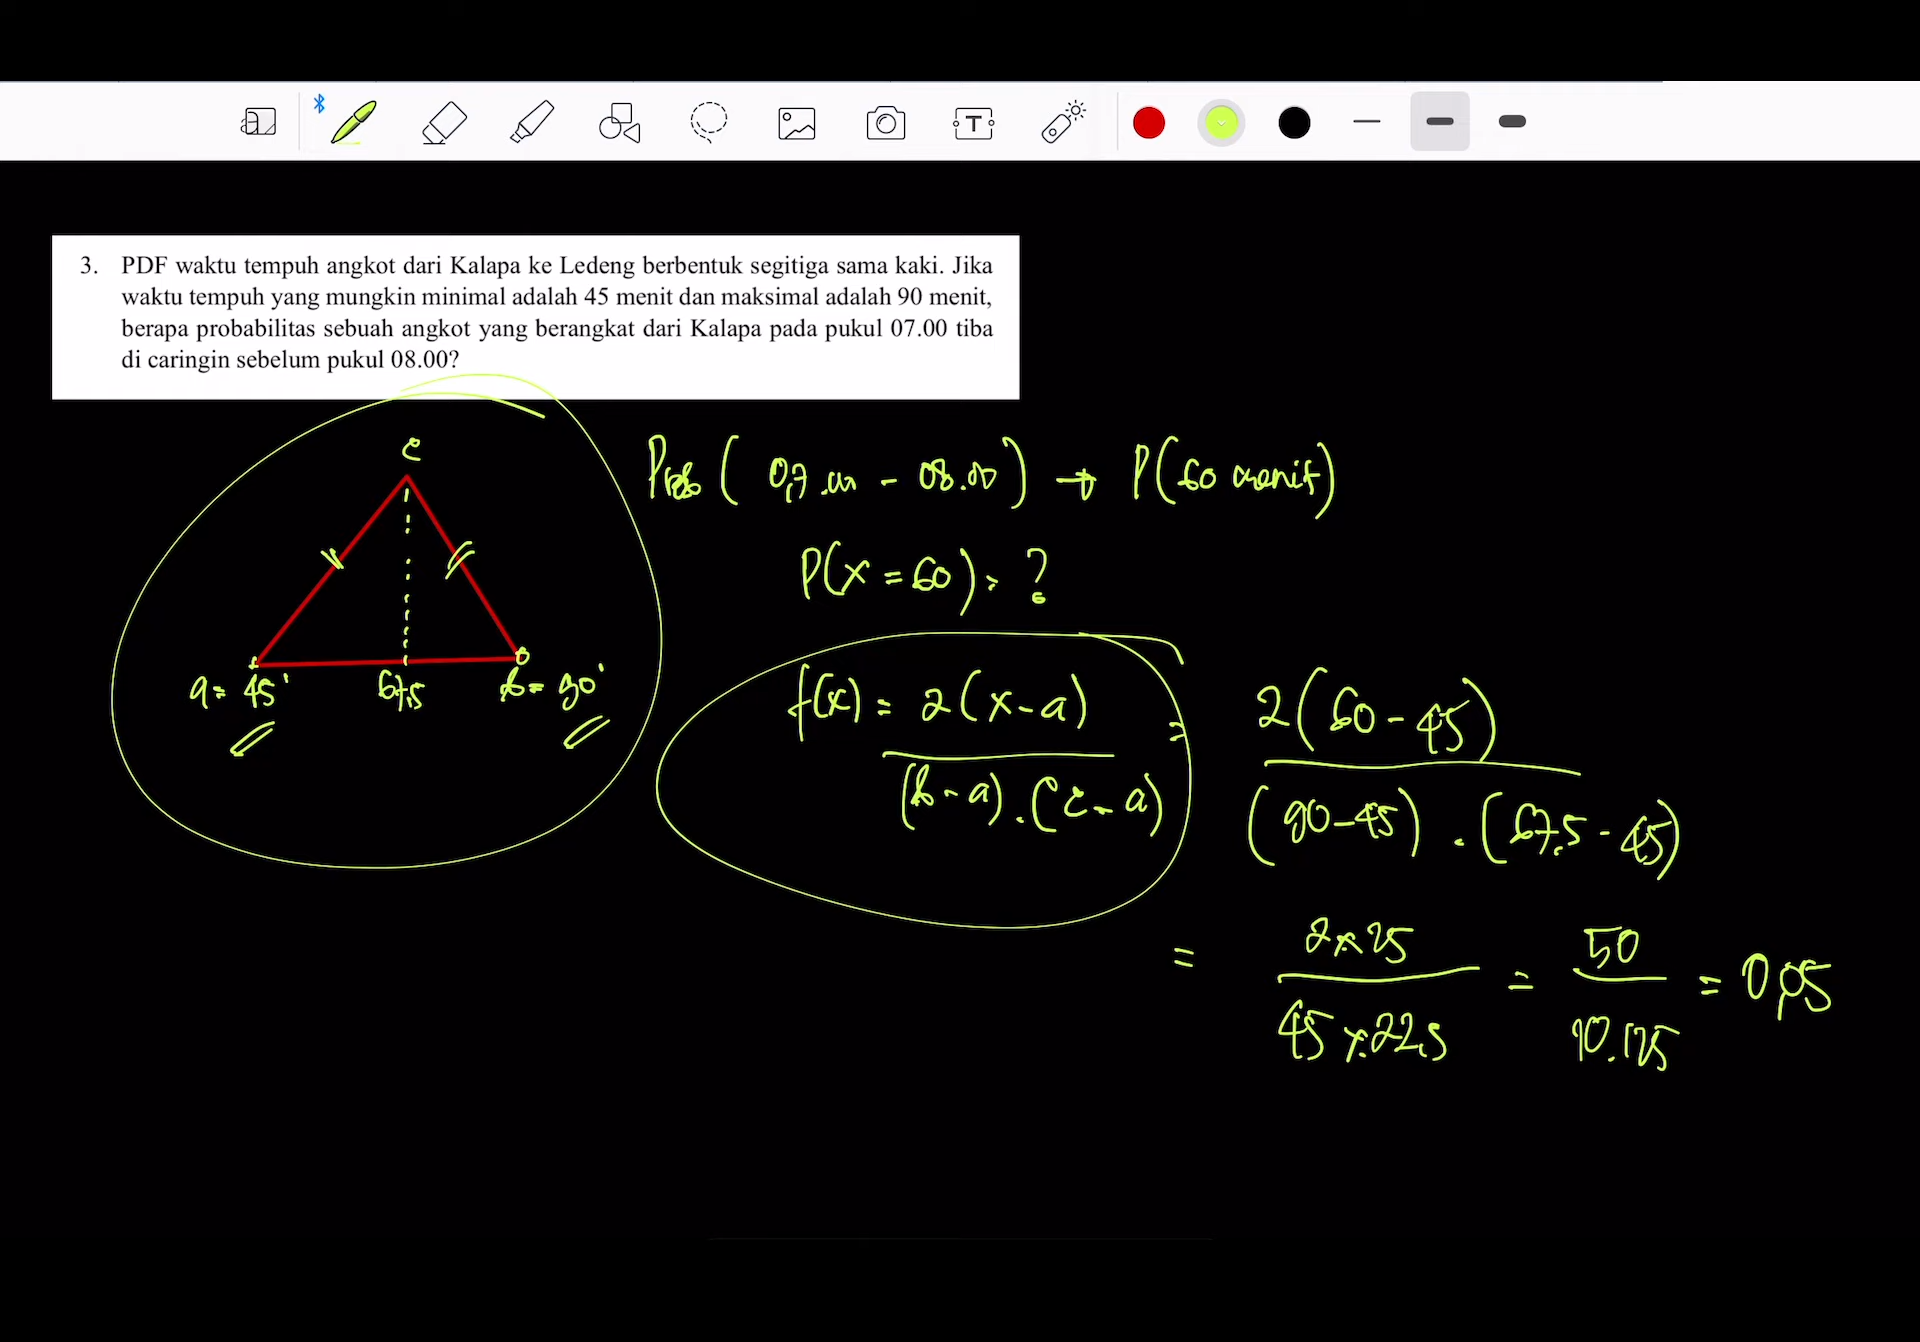 3. PDF waktu tempuh angkot dari Kalapa ke Ledeng berbentuk segitiga sama kaki. Jika
waktu tempuh yang mungkin minimal adalah 45 menit dan maksimal adalah 90 menit,
berapa probabilitas sebuah angkot yang berangkat dari Kalapa pada pukul 07.00 tiba
di caringin sebelum pukul 08.00?
c
a = 45' 67,5 b = 90'
Prob ( 07.00 - 08.00 ) → P(60 menit)
P(x = 60) = ?
f(x) = 2(x-a) / (b-a) . (c-a) = 2(60-45) / (90-45) . (67,5-45)
= 2x25 / 45 x 22,5 = 50 / 10.125 = 0,05
T